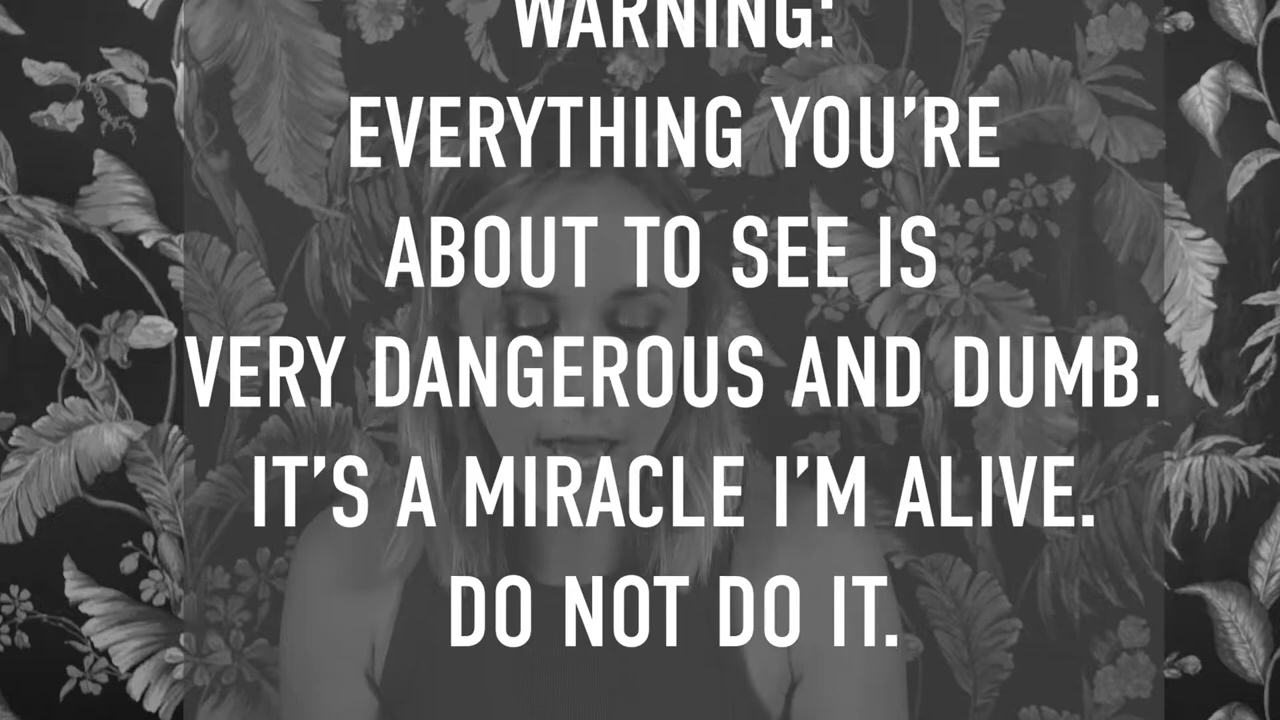 WARNING:
EVERYTHING YOU’RE
ABOUT TO SEE IS
VERY DANGEROUS AND DUMB.
IT’S A MIRACLE I’M ALIVE.
DO NOT DO IT.